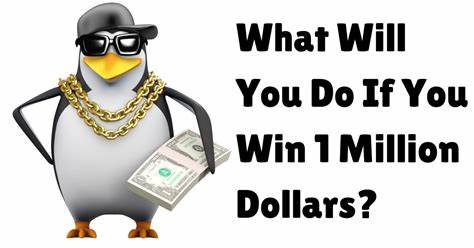 What Will
You Do If You
Win 1 Million
Dollars?